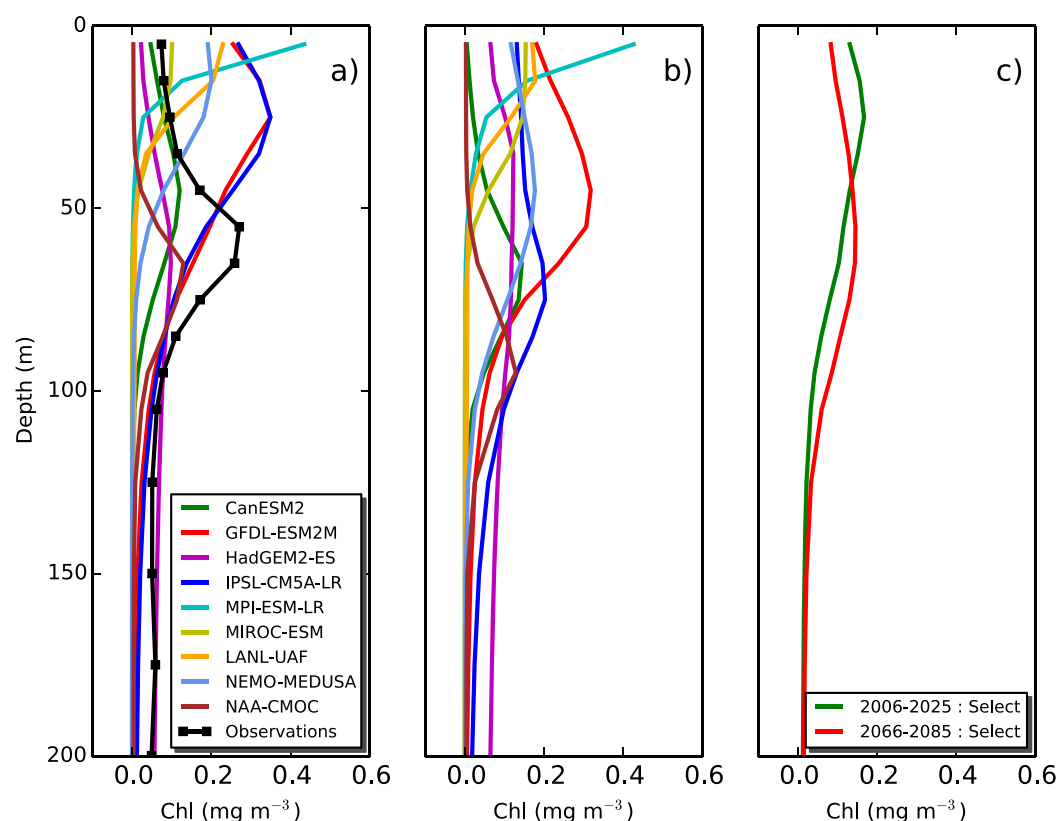 0
50
100
150
200
Depth (m)
a)
b)
c)
CanESM2
GFDL-ESM2M
HadGEM2-ES
IPSL-CM5A-LR
MPI-ESM-LR
MIROC-ESM
LANL-UAF
NEMO-MEDUSA
NAA-CMOC
Observations
2006-2025 : Select
2066-2085 : Select
0.0 0.2 0.4 0.6
0.0 0.2 0.4 0.6
0.0 0.2 0.4 0.6
Chl (mg m⁻³)
Chl (mg m⁻³)
Chl (mg m⁻³)